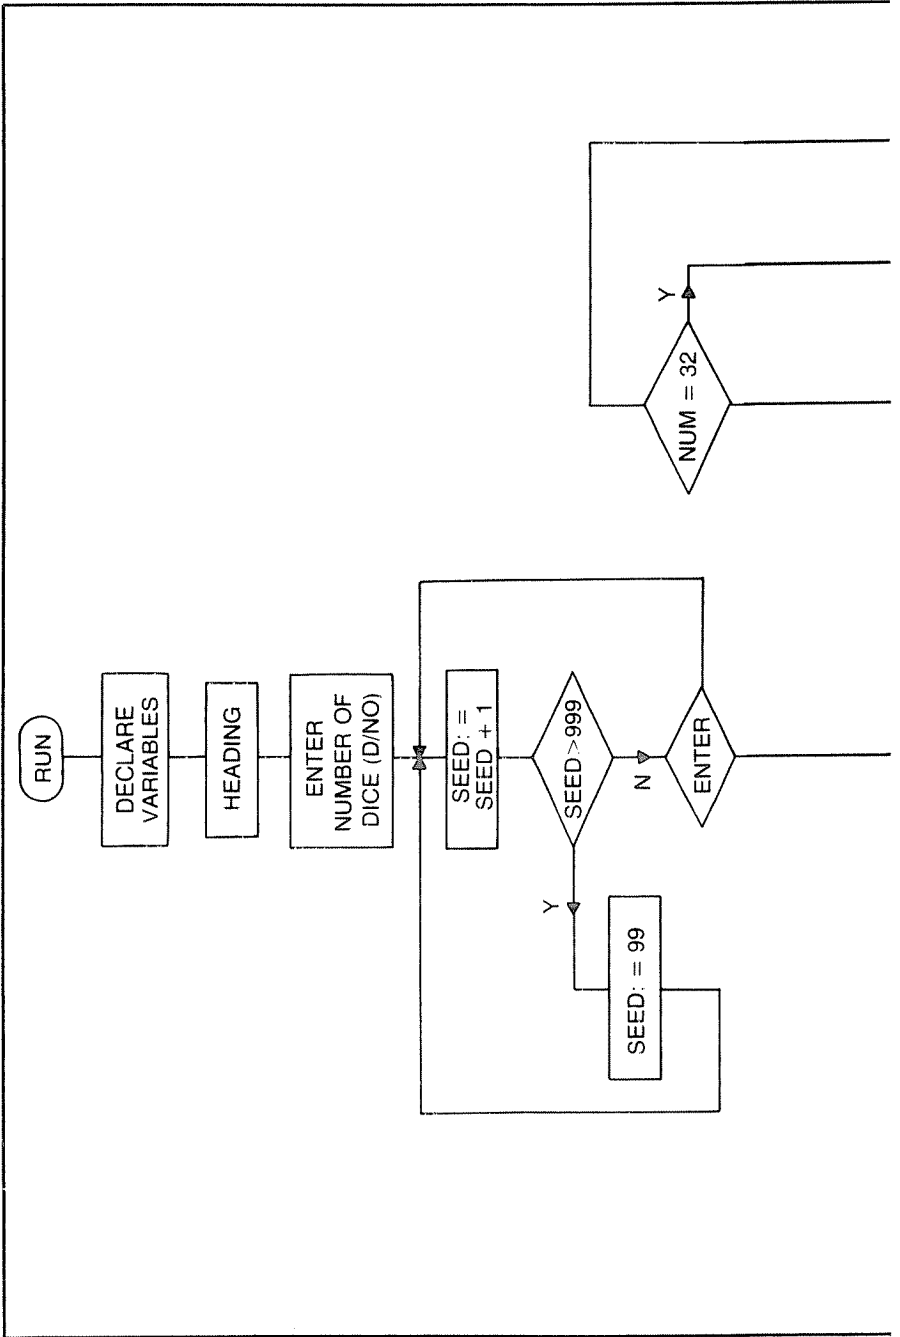 RUN
DECLARE
VARIABLES
HEADING
ENTER
NUMBER OF
DICE (D/NO)
SEED: =
SEED + 1
SEED>999
Y
N
SEED: = 99
ENTER
NUM = 32
Y